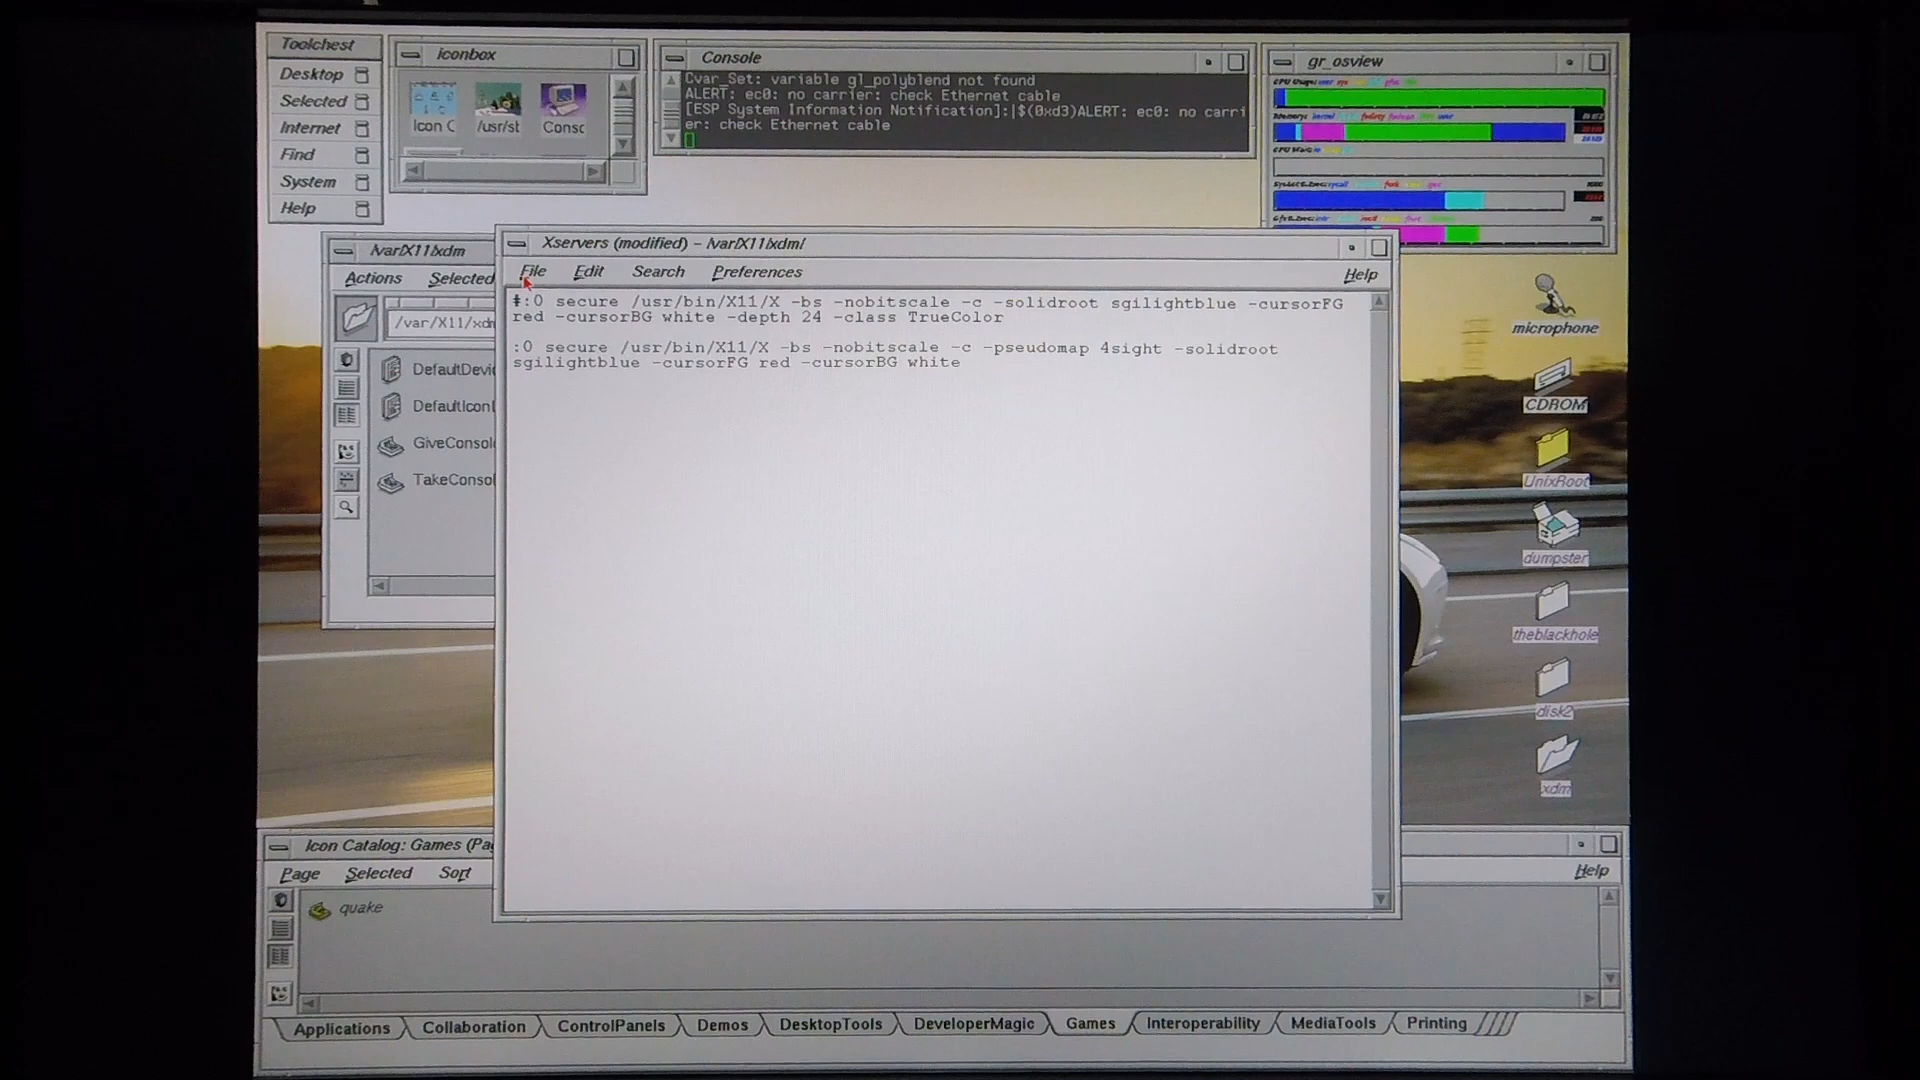 Toolchest
Desktop
Selected
Internet
Find
System
Help
iconbox
Icon C
/usr/st
Consc
Console
Cvar_Set: variable gl_polyblend not found
ALERT: ec0: no carrier: check Ethernet cable
[ESP System Information Notification]:|$(0xd3)ALERT: ec0: no carri
er: check Ethernet cable
gr_osview
/var/X11/xdm
Actions
Selected
/var/X11/xdm
DefaultDevi
DefaultIconl
GiveConsol
TakeConsol
Xservers (modified) - /var/X11/xdm/
File
Edit
Search
Preferences
Help
#:0 secure /usr/bin/X11/X -bs -nobitscale -c -solidroot sgilightblue -cursorFG
red -cursorBG white -depth 24 -class TrueColor
:0 secure /usr/bin/X11/X -bs -nobitscale -c -pseudomap 4sight -solidroot
sgilightblue -cursorFG red -cursorBG white
microphone
CDROM
UnixRoot
dumpster
theblackhole
disk2
xdm
Icon Catalog: Games (Pa
Page
Selected
Sort
Help
quake
Applications
Collaboration
ControlPanels
Demos
DesktopTools
DeveloperMagic
Games
Interoperability
MediaTools
Printing